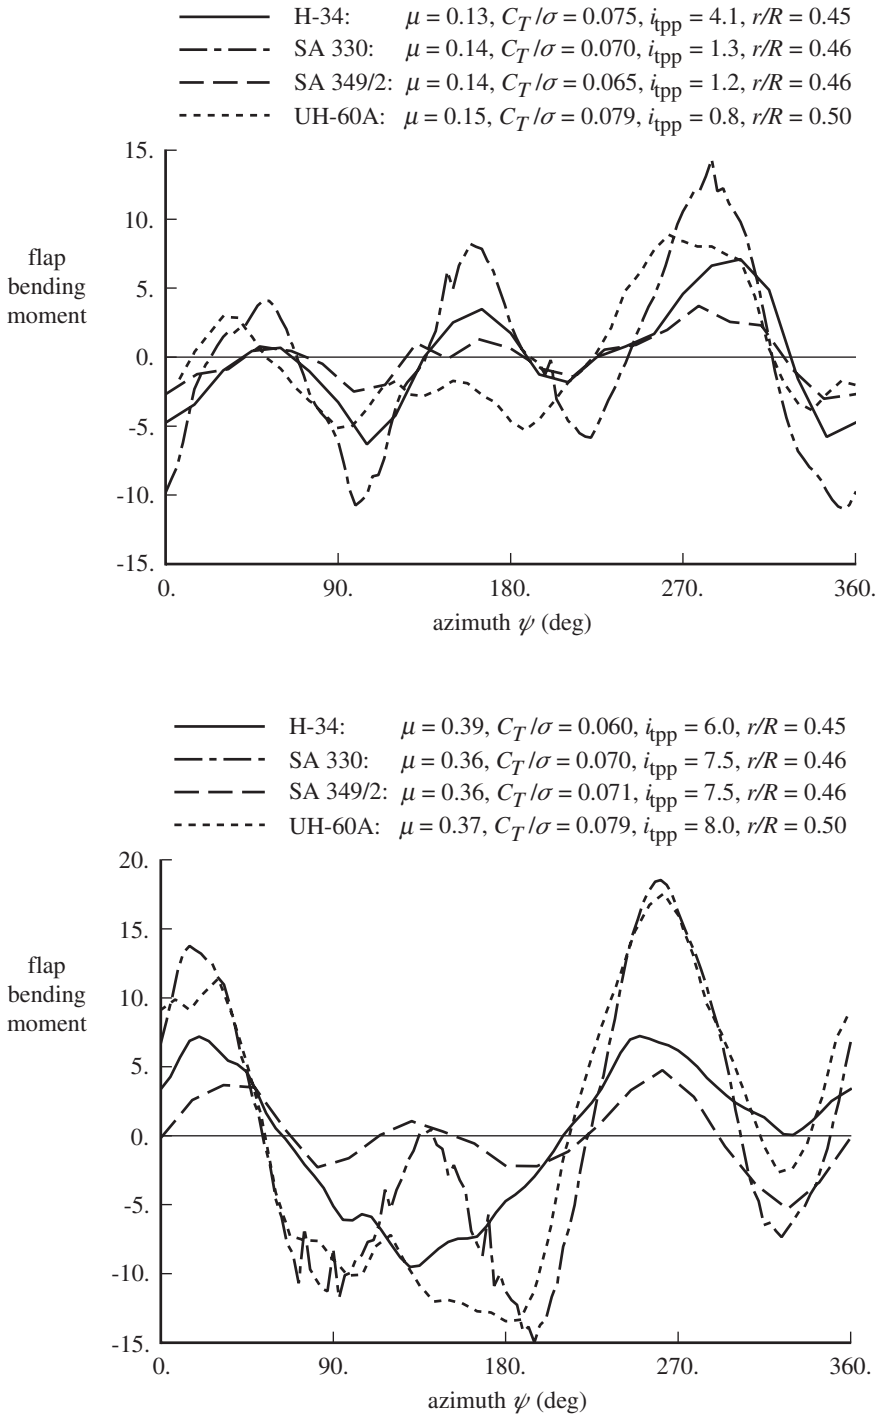 H-34: μ = 0.13, C_T/σ = 0.075, i_tpp = 4.1, r/R = 0.45
SA 330: μ = 0.14, C_T/σ = 0.070, i_tpp = 1.3, r/R = 0.46
SA 349/2: μ = 0.14, C_T/σ = 0.065, i_tpp = 1.2, r/R = 0.46
UH-60A: μ = 0.15, C_T/σ = 0.079, i_tpp = 0.8, r/R = 0.50
15.
10.
flap
bending
moment
5.
0.
-5.
-10.
-15.
0. 90. 180. 270. 360.
azimuth ψ (deg)
H-34: μ = 0.39, C_T/σ = 0.060, i_tpp = 6.0, r/R = 0.45
SA 330: μ = 0.36, C_T/σ = 0.070, i_tpp = 7.5, r/R = 0.46
SA 349/2: μ = 0.36, C_T/σ = 0.071, i_tpp = 7.5, r/R = 0.46
UH-60A: μ = 0.37, C_T/σ = 0.079, i_tpp = 8.0, r/R = 0.50
20.
15.
flap
bending
moment
10.
5.
0.
-5.
-10.
-15.
0. 90. 180. 270. 360.
azimuth ψ (deg)